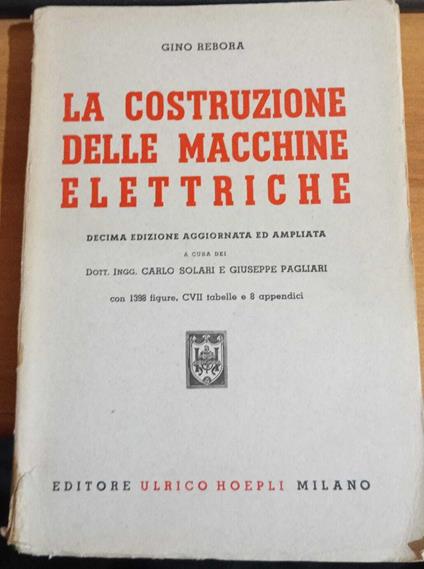 GINO REBORA
LA COSTRUZIONE
DELLE MACCHINE
ELETTRICHE
DECIMA EDIZIONE AGGIORNATA ED AMPLIATA
A CURA DEI
DOTT. INGG. CARLO SOLARI E GIUSEPPE PAGLIARI
con 1398 figure, CVII tabelle e 8 appendici
EDITORE ULRICO HOEPLI MILANO